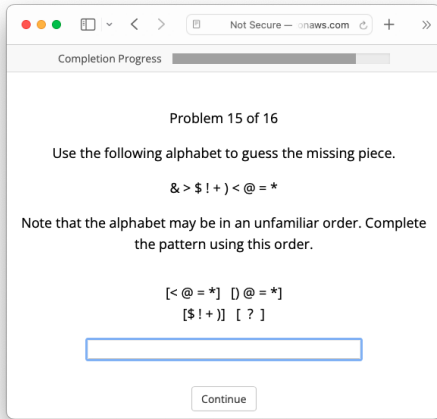 Not Secure — onaws.com
Completion Progress
Problem 15 of 16
Use the following alphabet to guess the missing piece.
& > $ ! + ) < @ = *
Note that the alphabet may be in an unfamiliar order. Complete
the pattern using this order.
[< @ = *] [) @ = *]
[$ ! + )] [ ? ]
Continue